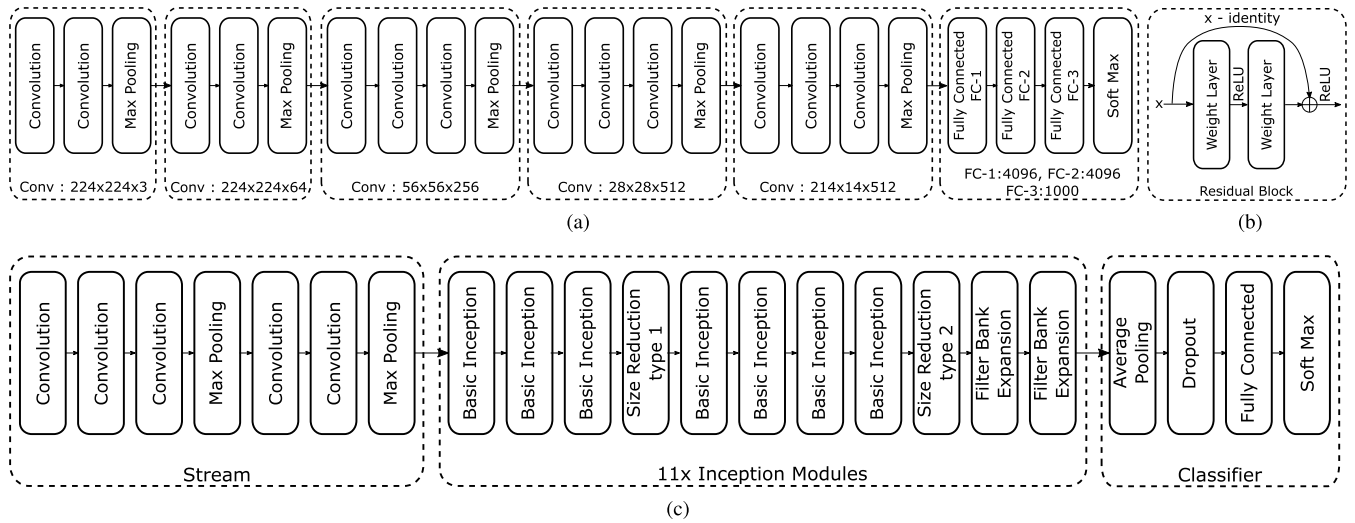 Convolution
Convolution
Max Pooling
Conv : 224x224x3
Convolution
Convolution
Max Pooling
Conv : 224x224x64
Convolution
Convolution
Convolution
Max Pooling
Conv : 56x56x256
Convolution
Convolution
Convolution
Max Pooling
Conv : 28x28x512
Convolution
Convolution
Convolution
Max Pooling
Conv : 214x14x512
Fully Connected
FC-1
Fully Connected
FC-2
Fully Connected
FC-3
Soft Max
FC-1:4096, FC-2:4096
FC-3:1000
(a)
x - identity
x
Weight Layer
ReLU
Weight Layer
ReLU
Residual Block
(b)
Convolution
Convolution
Convolution
Max Pooling
Convolution
Convolution
Max Pooling
Stream
Basic Inception
Basic Inception
Basic Inception
Size Reduction
type 1
Basic Inception
Basic Inception
Basic Inception
Basic Inception
Size Reduction
type 2
Filter Bank
Expansion
Filter Bank
Expansion
11x Inception Modules
Average
Pooling
Dropout
Fully Connected
Soft Max
Classifier
(c)